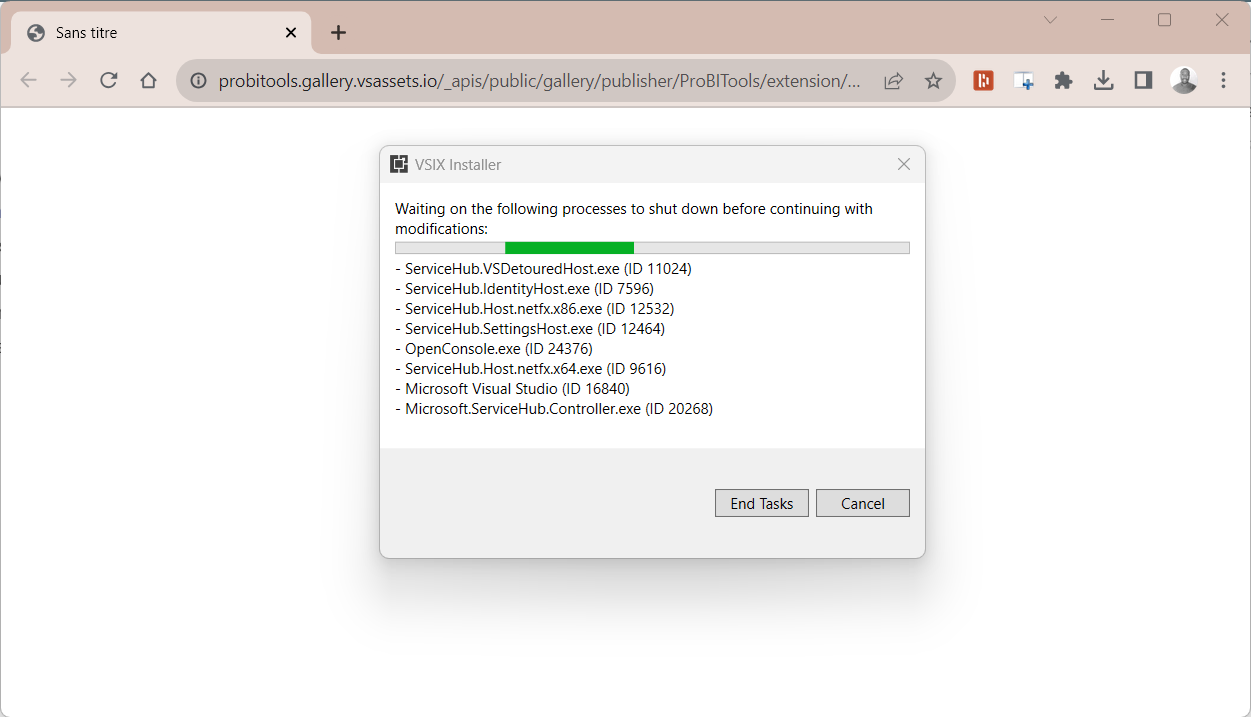 Sans titre
probitools.gallery.vsassets.io/_apis/public/gallery/publisher/ProBITools/extension/...
VSIX Installer
Waiting on the following processes to shut down before continuing with
modifications:
- ServiceHub.VSDetouredHost.exe (ID 11024)
- ServiceHub.IdentityHost.exe (ID 7596)
- ServiceHub.Host.netfx.x86.exe (ID 12532)
- ServiceHub.SettingsHost.exe (ID 12464)
- OpenConsole.exe (ID 24376)
- ServiceHub.Host.netfx.x64.exe (ID 9616)
- Microsoft Visual Studio (ID 16840)
- Microsoft.ServiceHub.Controller.exe (ID 20268)
End Tasks
Cancel